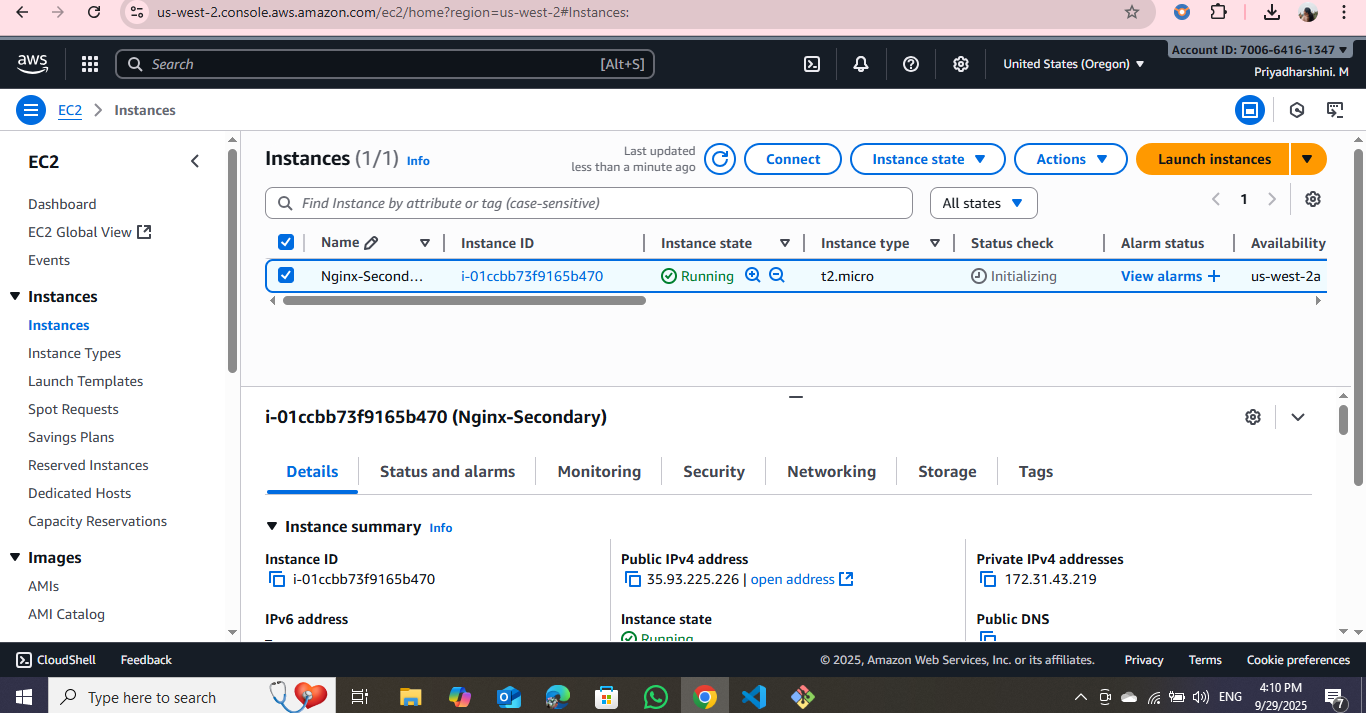 us-west-2.console.aws.amazon.com/ec2/home?region=us-west-2#Instances:
aws
Search [Alt+S]
United States (Oregon)
Account ID: 7006-6416-1347
Priyadharshini. M
EC2 > Instances
EC2
Dashboard
EC2 Global View
Events
Instances
Instances
Instance Types
Launch Templates
Spot Requests
Savings Plans
Reserved Instances
Dedicated Hosts
Capacity Reservations
Images
AMIs
AMI Catalog
Instances (1/1) Info
Last updated
less than a minute ago
Connect
Instance state
Actions
Launch instances
Find Instance by attribute or tag (case-sensitive)
All states
1
Name Instance ID Instance state Instance type Status check Alarm status Availability
Nginx-Second... i-01ccbb73f9165b470 Running t2.micro Initializing View alarms + us-west-2a
i-01ccbb73f9165b470 (Nginx-Secondary)
Details Status and alarms Monitoring Security Networking Storage Tags
Instance summary Info
Instance ID
i-01ccbb73f9165b470
Public IPv4 address
35.93.225.226 | open address
Private IPv4 addresses
172.31.43.219
IPv6 address
–
Instance state
Running
Public DNS
CloudShell Feedback
© 2025, Amazon Web Services, Inc. or its affiliates. Privacy Terms Cookie preferences
Type here to search
ENG
4:10 PM
9/29/2025
7